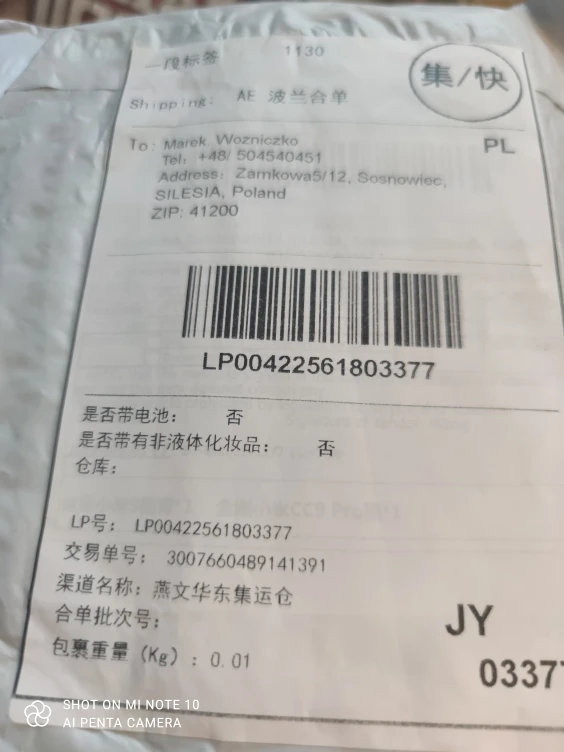 一段标签 1130
集/快
Shipping: AE 波兰合单
PL
To: Marek. Wozniczko
Tel: +48/ 504540451
Address: Zamkowa5/12, Sosnowiec,
SILESIA, Poland
ZIP: 41200
LP00422561803377
是否带电池: 否
是否带有非液体化妆品: 否
仓库:
LP号: LP00422561803377
交易单号: 3007660489141391
渠道名称: 燕文华东集运仓
合单批次号:
JY
包裹重量 (Kg) : 0.01
0337
SHOT ON MI NOTE 10
AI PENTA CAMERA